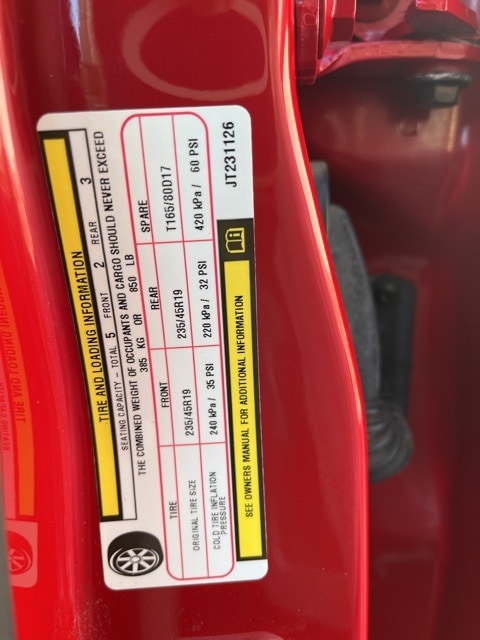 TIRE AND LOADING INFORMATION
SEATING CAPACITY - TOTAL 5 FRONT 2 REAR 3
THE COMBINED WEIGHT OF OCCUPANTS AND CARGO SHOULD NEVER EXCEED
385 KG OR 850 LB
TIRE FRONT REAR SPARE
ORIGINAL TIRE SIZE 235/45R19 235/45R19 T165/80D17
COLD TIRE INFLATION
PRESSURE 240 kPa / 35 PSI 220 kPa / 32 PSI 420 kPa / 60 PSI
SEE OWNERS MANUAL FOR ADDITIONAL INFORMATION
JT231126